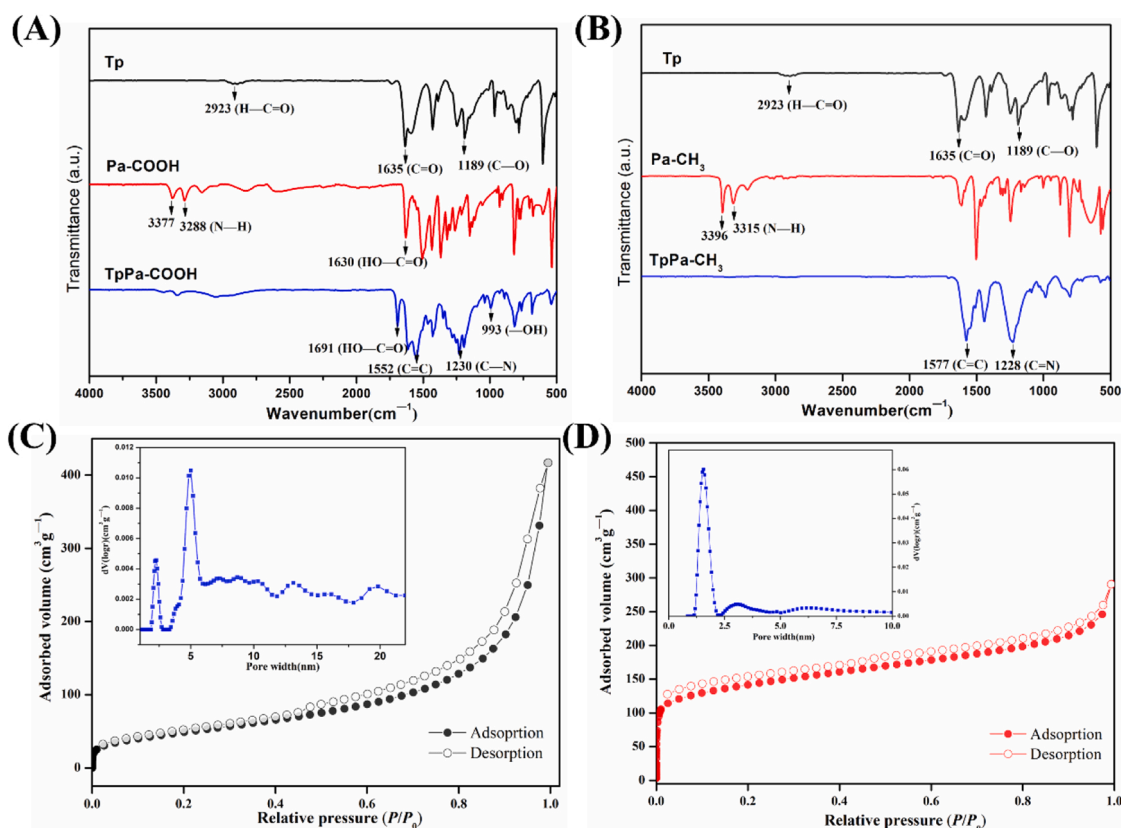 (A)
Tp
2923 (H—C=O)
1635 (C=O)
1189 (C—O)
Pa-COOH
3377
3288 (N—H)
1630 (HO—C=O)
TpPa-COOH
1691 (HO—C=O)
1552 (C=C)
993 (—OH)
1230 (C—N)
Transmittance (a.u.)
4000 3500 3000 2500 2000 1500 1000 500
Wavenumber(cm⁻¹)
(B)
Tp
2923 (H—C=O)
1635 (C=O)
1189 (C—O)
Pa-CH₃
3396
3315 (N—H)
TpPa-CH₃
1577 (C=C)
1228 (C=N)
Transmittance (a.u.)
4000 3500 3000 2500 2000 1500 1000 500
Wavenumber(cm⁻¹)
(C)
Adsorbed volume (cm³ g⁻¹)
400
300
200
100
0
0.012
0.010
0.008
0.006
0.004
0.002
0.000
dV(logr)(cm³g⁻¹)
5 10 15 20
Pore width(nm)
Adsoprtion
Desorption
0.0 0.2 0.4 0.6 0.8 1.0
Relative pressure (P/P₀)
(D)
Adsorbed volume (cm³ g⁻¹)
500
450
400
350
300
250
200
150
100
50
0
0.06
0.05
0.04
0.03
0.02
0.01
0.00
dV(logr)(cm³g⁻¹)
0.0 2.5 5.0 7.5 10.0
Pore width(nm)
Adsoprtion
Desorption
0.0 0.2 0.4 0.6 0.8 1.0
Relative pressure (P/P₀)